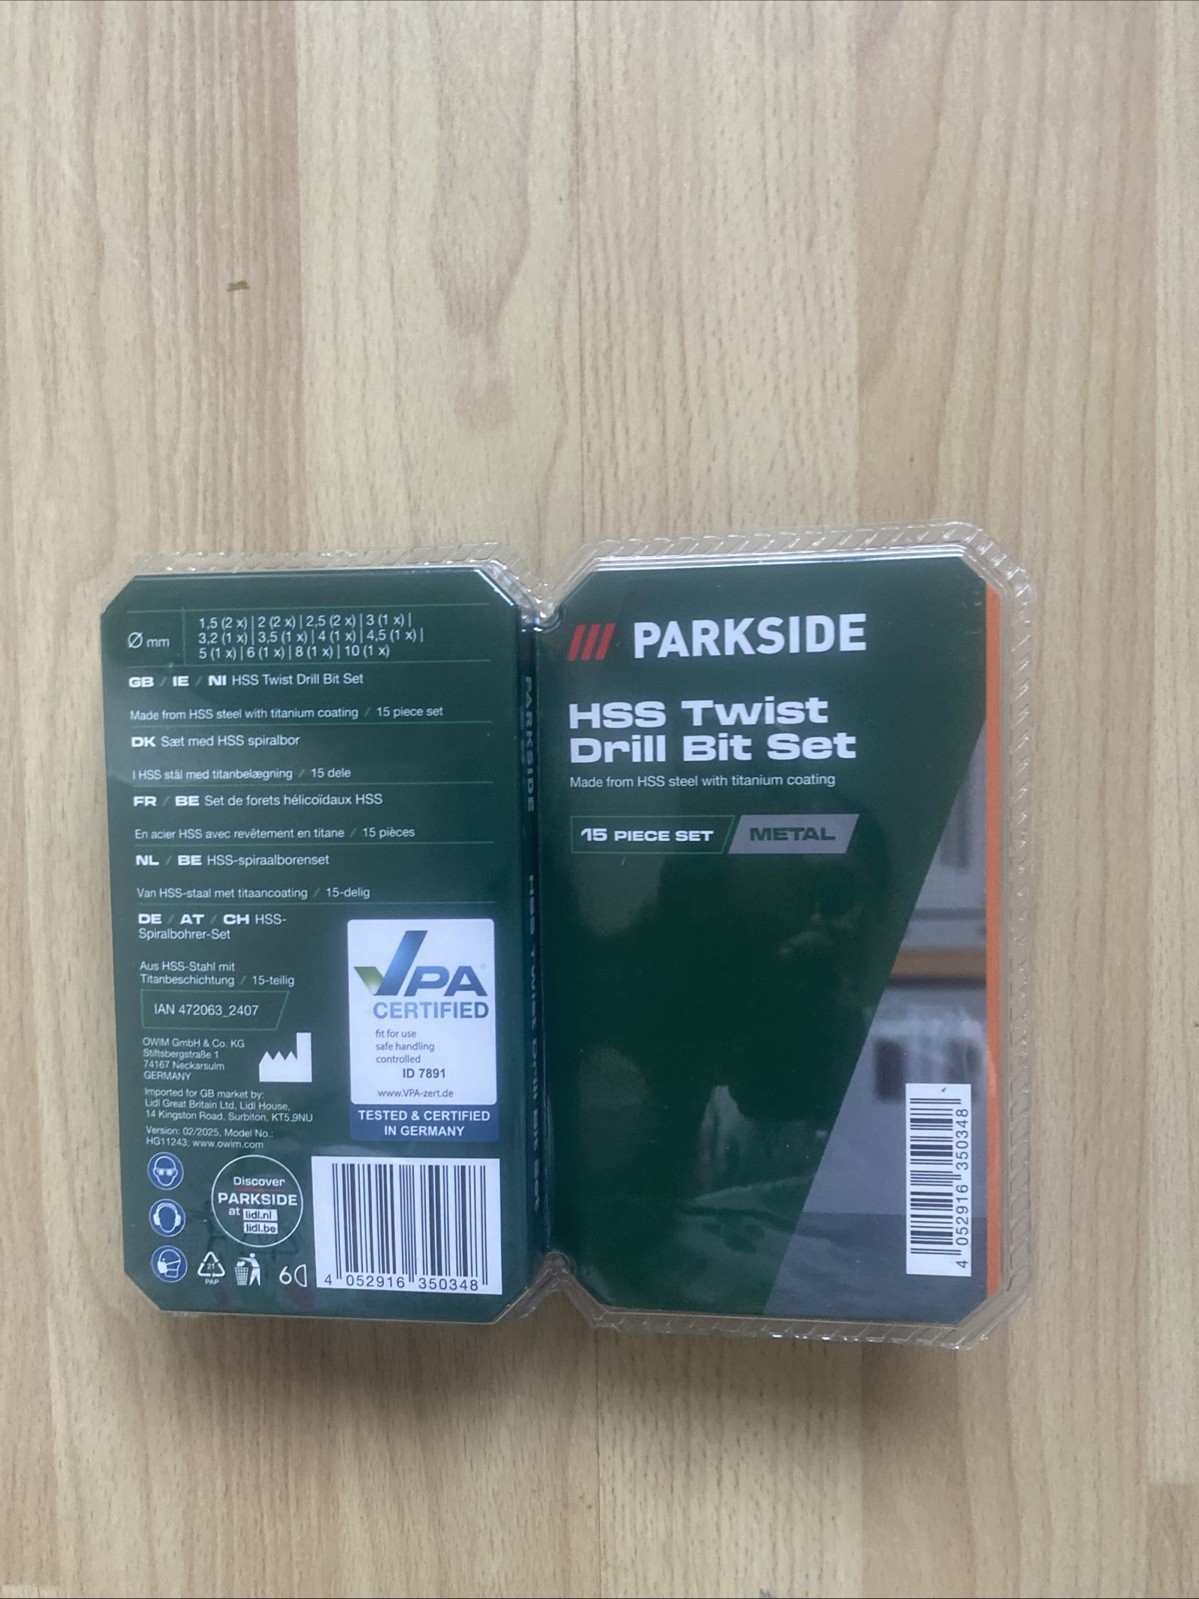 Ø mm
1,5 (2 x) | 2 (2 x) | 2,5 (2 x) | 3 (1 x) |
3,2 (1 x) | 3,5 (1 x) | 4 (1 x) | 4,5 (1 x) |
5 (1 x) | 6 (1 x) | 8 (1 x) | 10 (1 x)
GB / IE / NI HSS Twist Drill Bit Set
Made from HSS steel with titanium coating / 15 piece set
DK Sæt med HSS spiralbor
I HSS stål med titanbelægning / 15 dele
FR / BE Set de forets hélicoïdaux HSS
En acier HSS avec revêtement en titane / 15 pièces
NL / BE HSS-spiraalborenset
Van HSS-staal met titaancoating / 15-delig
DE / AT / CH HSS-
Spiralbohrer-Set
Aus HSS-Stahl mit
Titanbeschichtung / 15-teilig
IAN 472063_2407
OWIM GmbH & Co. KG
Stiftsbergstraße 1
74167 Neckarsulm
GERMANY
Imported for GB market by:
Lidl Great Britain Ltd, Lidl House,
14 Kingston Road, Surbiton, KT5 9NU
Version: 02/2025, Model No.:
HG11243; www.owim.com
VPA
CERTIFIED
fit for use
safe handling
controlled
ID 7891
www.VPA-zert.de
TESTED & CERTIFIED
IN GERMANY
Discover
PARKSIDE
at lidl.nl
lidl.be
21
PAP
6
4 052916 350348
PARKSIDE
HSS Twist Drill Bit Set
PARKSIDE
HSS Twist
Drill Bit Set
Made from HSS steel with titanium coating
15 PIECE SET
METAL
4 052916 350348